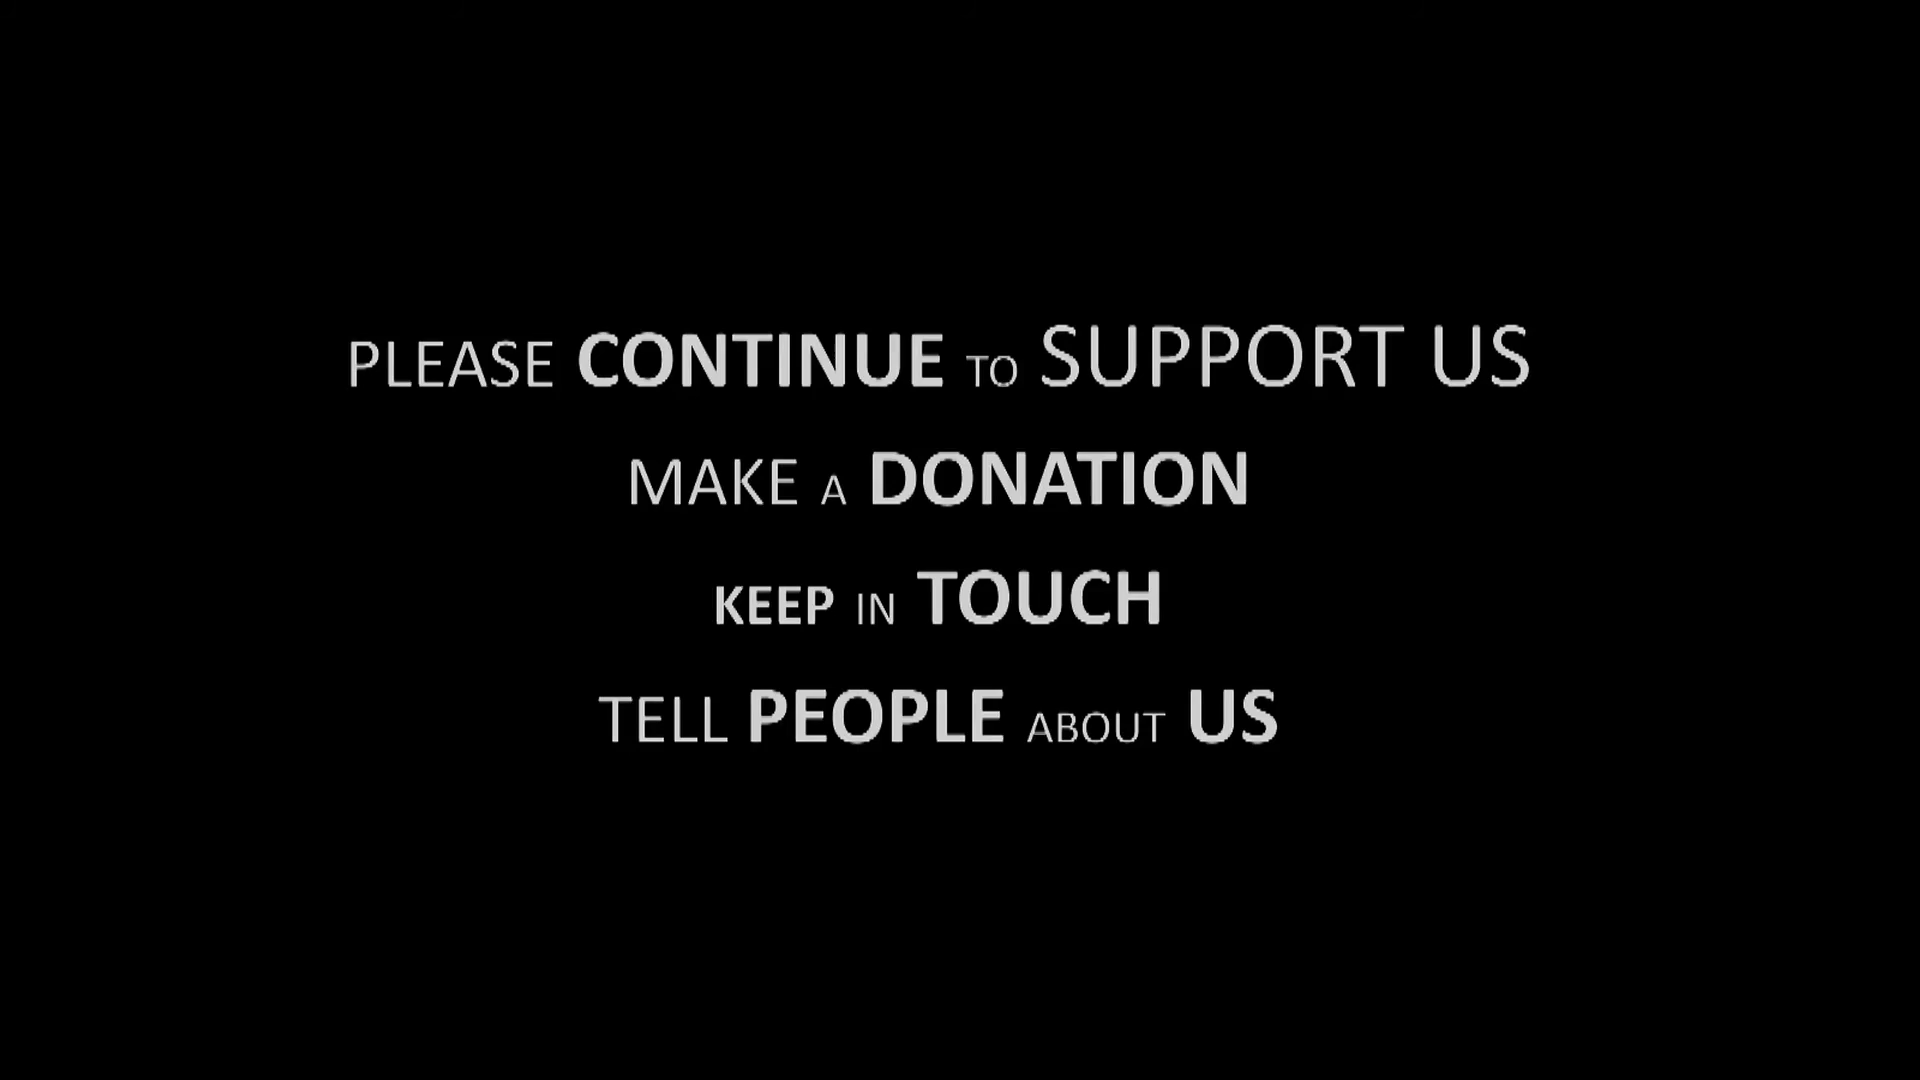 PLEASE CONTINUE TO SUPPORT US
MAKE A DONATION
KEEP IN TOUCH
TELL PEOPLE ABOUT US